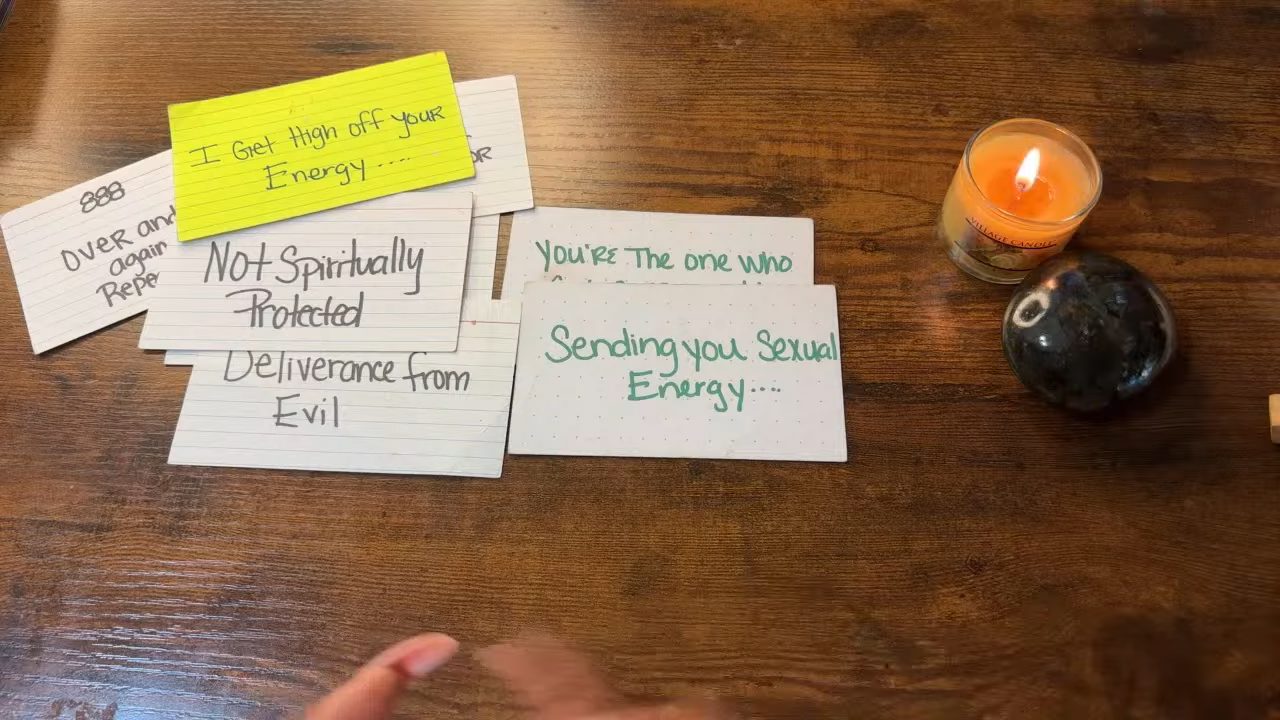 I Get High off your
Energy....
OR
888
over and
again
Repe
Not Spiritually
Protected
Deliverance from
Evil
You're The one who
Sending you Sexual
Energy....
VILLAGE CANDLE